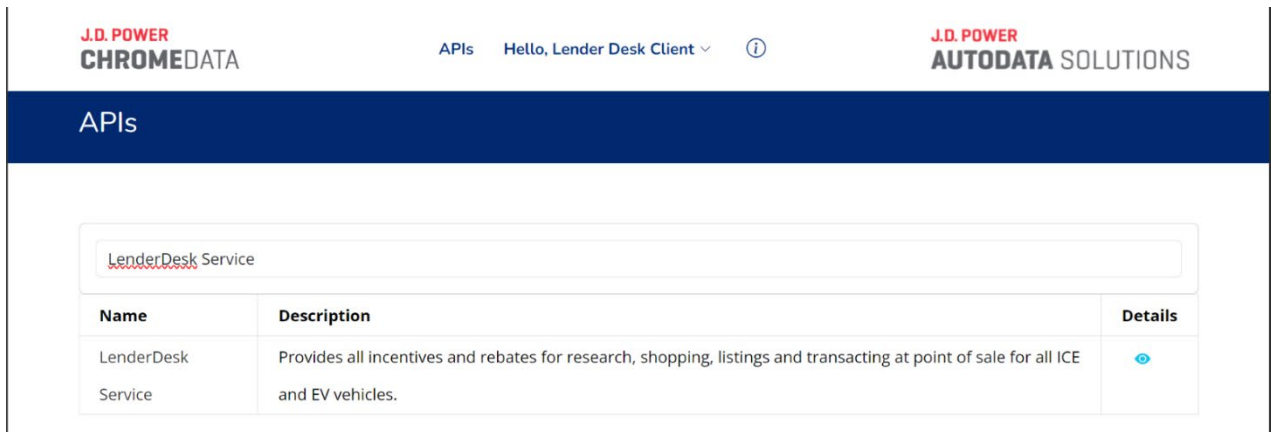 J.D. POWER
CHROMEDATA
APIs Hello, Lender Desk Client
J.D. POWER
AUTODATA SOLUTIONS
APIs
LenderDesk Service
Name Description Details
LenderDesk Provides all incentives and rebates for research, shopping, listings and transacting at point of sale for all ICE
Service and EV vehicles.